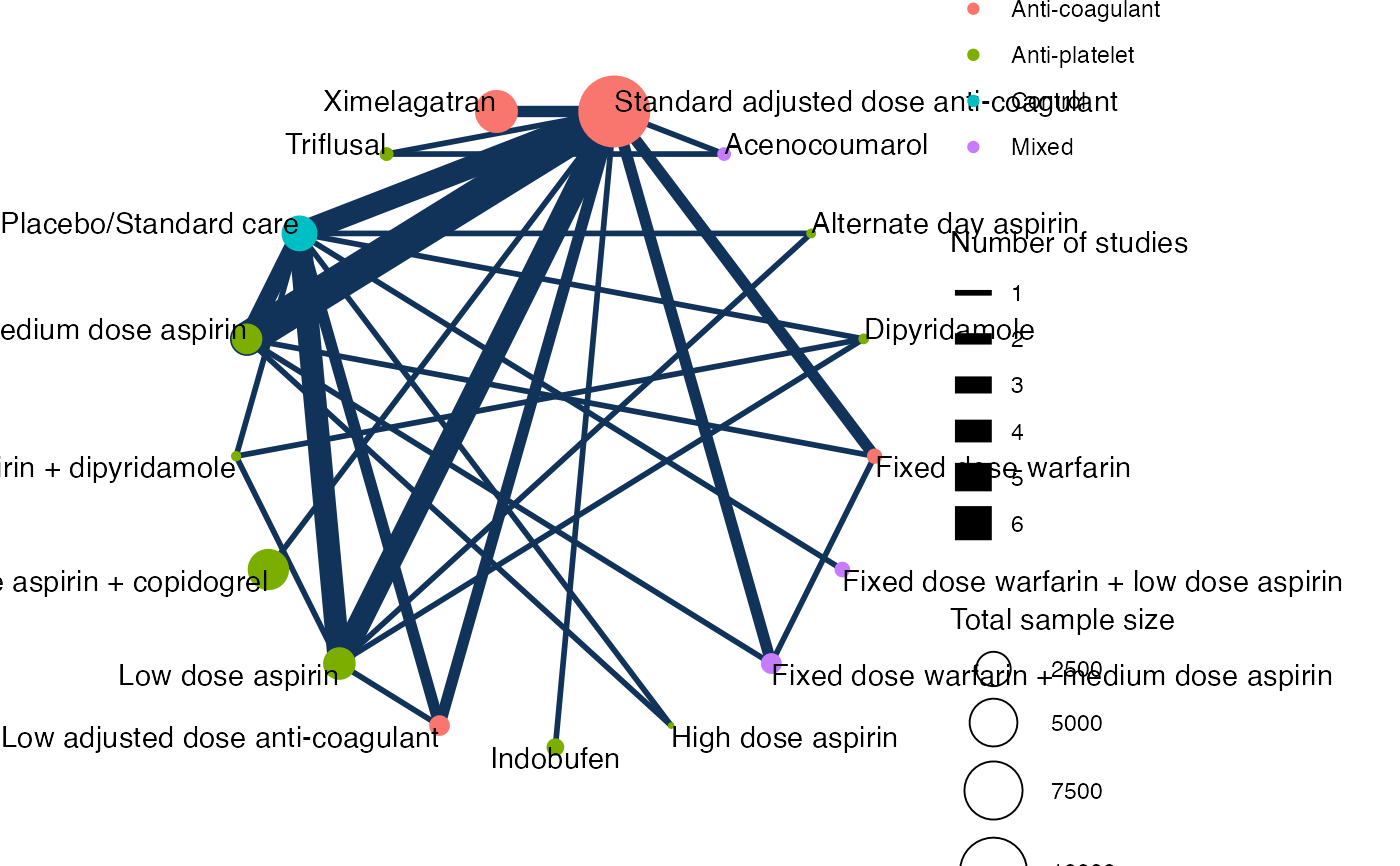 Anti-coagulant
Anti-platelet
Ximelagatran
Standard adjusted dose anti-coagulant
Control
Triflusal
Acenocoumarol
Mixed
Placebo/Standard care
Alternate day aspirin
Number of studies
1
edium dose aspirin
Dipyridamole
2
3
4
irin + dipyridamole
Fixed dose warfarin
5
6
e aspirin + copidogrel
Fixed dose warfarin + low dose aspirin
Total sample size
Low dose aspirin
Fixed dose warfarin + medium dose aspirin
2500
Low adjusted dose anti-coagulant
Indobufen
High dose aspirin
5000
7500
10000